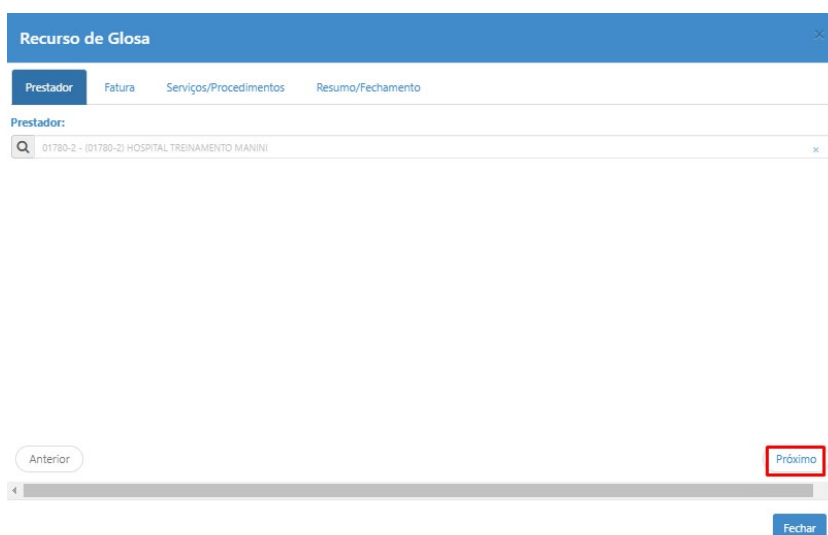 Recurso de Glosa
Prestador Fatura Serviços/Procedimentos Resumo/Fechamento
Prestador:
01780-2 - (01780-2) HOSPITAL TREINAMENTO MANINI
Anterior Próximo
Fechar